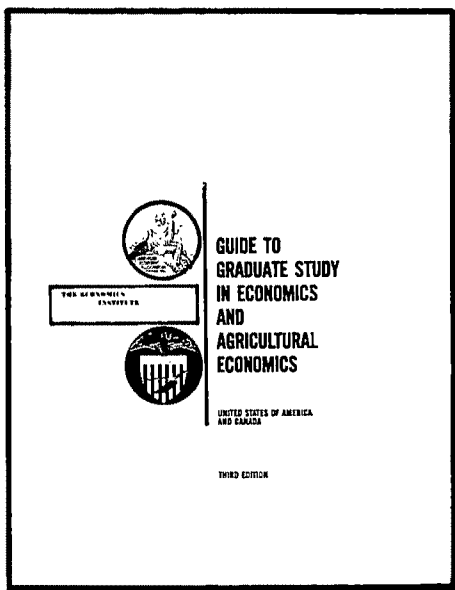 THE ECONOMICS
INSTITUTE
GUIDE TO
GRADUATE STUDY
IN ECONOMICS
AND
AGRICULTURAL
ECONOMICS
UNITED STATES OF AMERICA
AND CANADA
THIRD EDITION